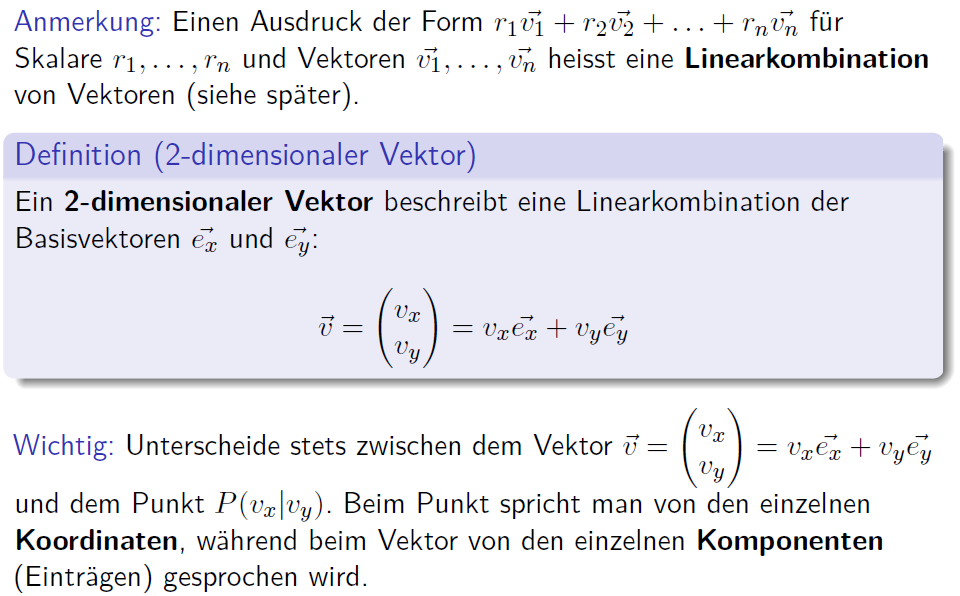 Anmerkung: Einen Ausdruck der Form $r_1\vec{v_1} + r_2\vec{v_2} + \ldots + r_n\vec{v_n}$ für
Skalare $r_1, \ldots, r_n$ und Vektoren $\vec{v_1}, \ldots, \vec{v_n}$ heisst eine Linearkombination
von Vektoren (siehe später).
Definition (2-dimensionaler Vektor)
Ein 2-dimensionaler Vektor beschreibt eine Linearkombination der
Basisvektoren $\vec{e_x}$ und $\vec{e_y}$:
$\vec{v} = \begin{pmatrix} v_x \\ v_y \end{pmatrix} = v_x\vec{e_x} + v_y\vec{e_y}$
Wichtig: Unterscheide stets zwischen dem Vektor $\vec{v} = \begin{pmatrix} v_x \\ v_y \end{pmatrix} = v_x\vec{e_x} + v_y\vec{e_y}$
und dem Punkt $P(v_x|v_y)$. Beim Punkt spricht man von den einzelnen
Koordinaten, während beim Vektor von den einzelnen Komponenten
(Einträgen) gesprochen wird.